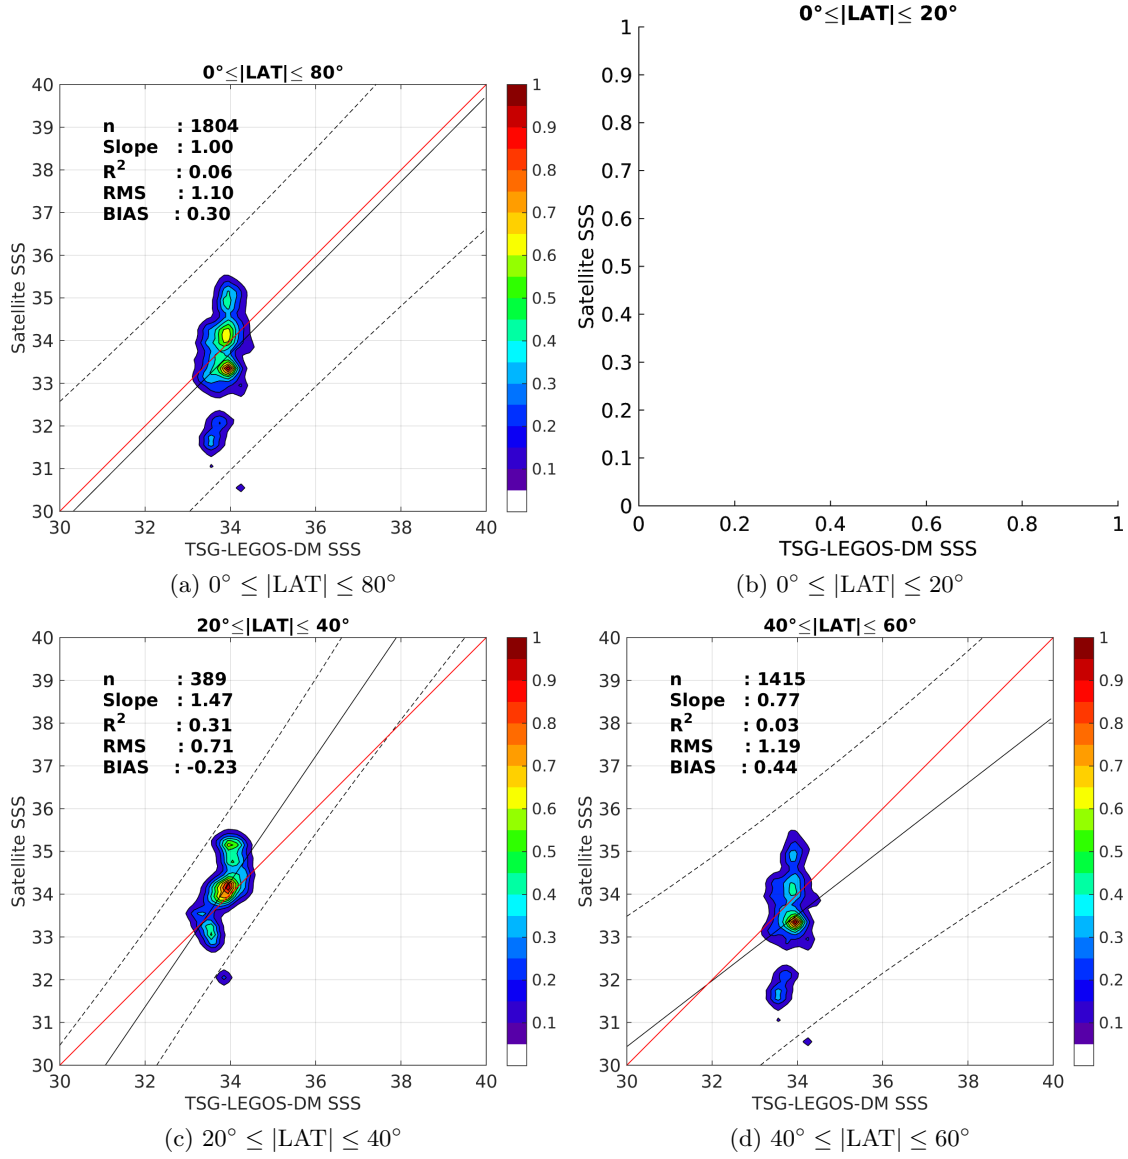 0°≤|LAT|≤ 80°
40
39
38
37
36
35
34
33
32
31
30
Satellite SSS
n : 1804
Slope : 1.00
R² : 0.06
RMS : 1.10
BIAS : 0.30
30 32 34 36 38 40
TSG-LEGOS-DM SSS
1
0.9
0.8
0.7
0.6
0.5
0.4
0.3
0.2
0.1
(a) 0° ≤ |LAT| ≤ 80°
0°≤|LAT|≤ 20°
1
0.9
0.8
0.7
0.6
0.5
0.4
0.3
0.2
0.1
0
Satellite SSS
0 0.2 0.4 0.6 0.8 1
TSG-LEGOS-DM SSS
(b) 0° ≤ |LAT| ≤ 20°
20°≤|LAT|≤ 40°
40
39
38
37
36
35
34
33
32
31
30
Satellite SSS
n : 389
Slope : 1.47
R² : 0.31
RMS : 0.71
BIAS : -0.23
30 32 34 36 38 40
TSG-LEGOS-DM SSS
1
0.9
0.8
0.7
0.6
0.5
0.4
0.3
0.2
0.1
(c) 20° ≤ |LAT| ≤ 40°
40°≤|LAT|≤ 60°
40
39
38
37
36
35
34
33
32
31
30
Satellite SSS
n : 1415
Slope : 0.77
R² : 0.03
RMS : 1.19
BIAS : 0.44
30 32 34 36 38 40
TSG-LEGOS-DM SSS
1
0.9
0.8
0.7
0.6
0.5
0.4
0.3
0.2
0.1
(d) 40° ≤ |LAT| ≤ 60°